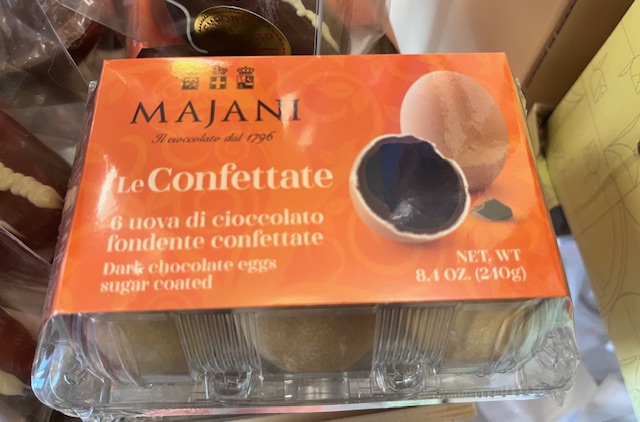 MAJANI
Il cioccolato dal 1796
Le Confettate
6 uova di cioccolato
fondente confettate
Dark chocolate eggs
sugar coated
NET, WT
8.4 OZ. (240g)